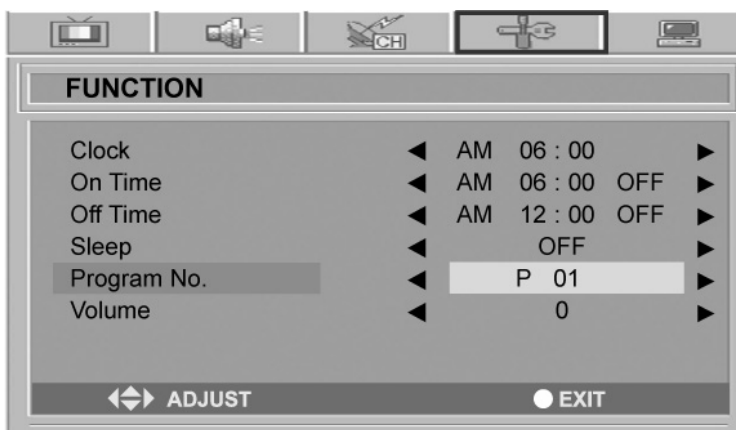 CH
FUNCTION
Clock ◀ AM 06 : 00 ▶
On Time ◀ AM 06 : 00 OFF ▶
Off Time ◀ AM 12 : 00 OFF ▶
Sleep ◀ OFF ▶
Program No. ◀ P 01 ▶
Volume ◀ 0 ▶
ADJUST EXIT